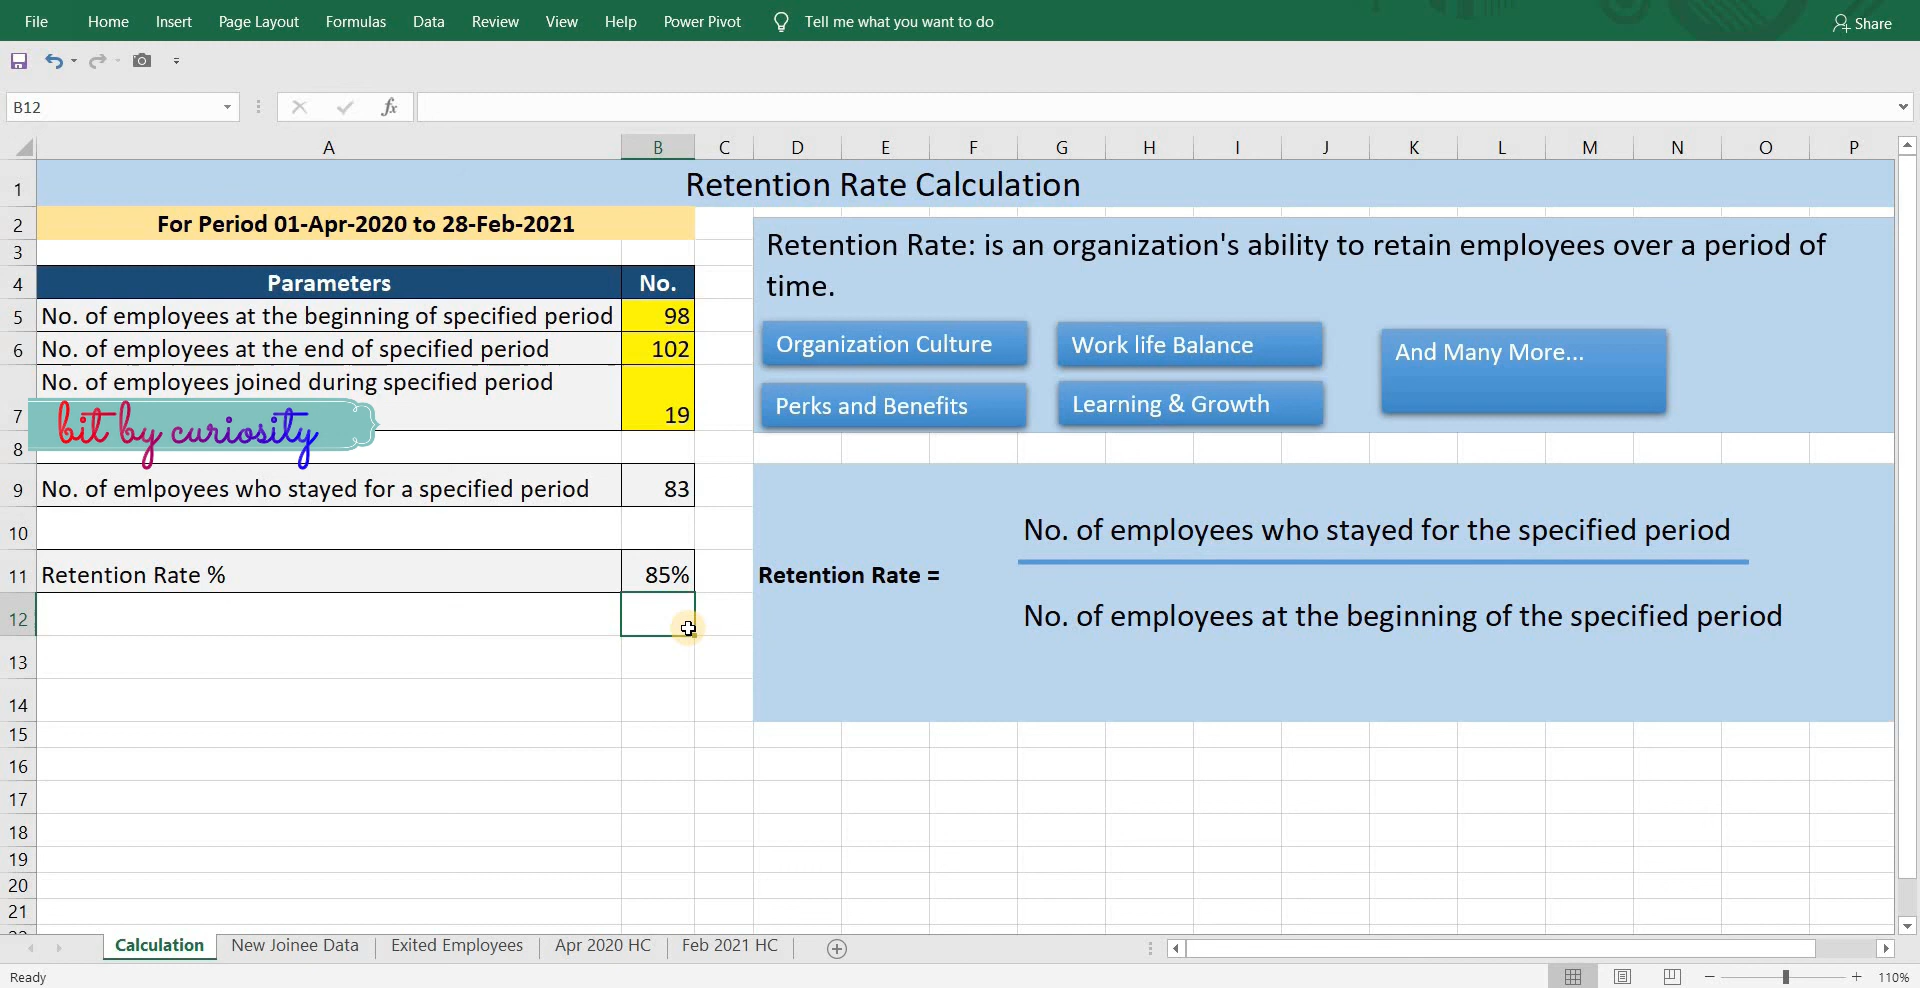 File Home Insert Page Layout Formulas Data Review View Help Power Pivot Tell me what you want to do Share
B12 fx
A B C D E F G H I J K L M N O P
1 Retention Rate Calculation
2 For Period 01-Apr-2020 to 28-Feb-2021
3
Retention Rate: is an organization's ability to retain employees over a period of
time.
4 Parameters No.
5 No. of employees at the beginning of specified period 98
6 No. of employees at the end of specified period 102
Organization Culture Work life Balance And Many More...
No. of employees joined during specified period
7 19
Perks and Benefits Learning & Growth
bit by curiosity
8
9 No. of emlpoyees who stayed for a specified period 83
10
No. of employees who stayed for the specified period
11 Retention Rate % 85%
Retention Rate =
12
No. of employees at the beginning of the specified period
13
14
15
16
17
18
19
20
21
Calculation New Joinee Data Exited Employees Apr 2020 HC Feb 2021 HC
Ready 110%